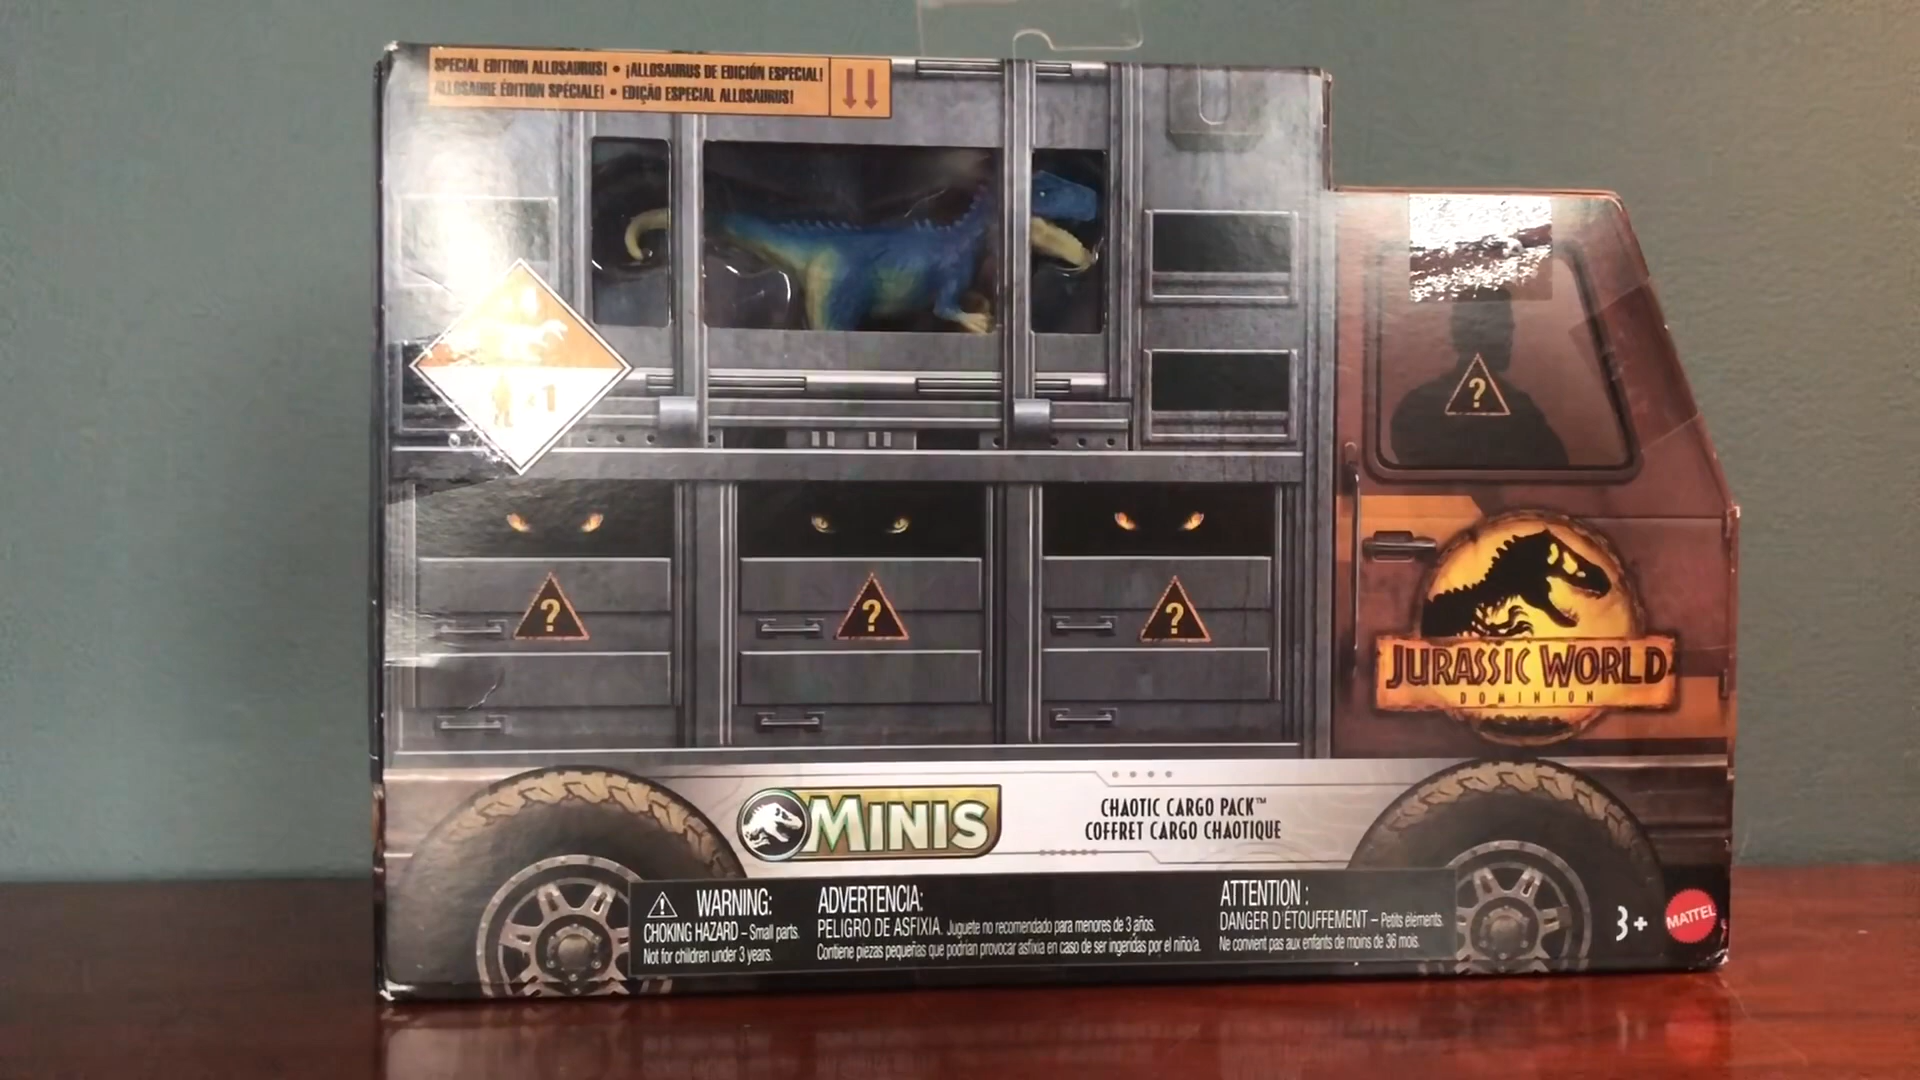 SPECIAL EDITION ALLOSAURUS! • ¡ALLOSAURUS DE EDICIÓN ESPECIAL!
ALLOSAURE ÉDITION SPÉCIALE! • EDIÇÃO ESPECIAL ALLOSAURUS!
1
?
? ? ?
JURASSIC WORLD
DOMINION
MINIS
CHAOTIC CARGO PACK™
COFFRET CARGO CHAOTIQUE
WARNING:
CHOKING HAZARD – Small parts.
Not for children under 3 years.
ADVERTENCIA:
PELIGRO DE ASFIXIA. Juguete no recomendado para menores de 3 años.
Contiene piezas pequeñas que podrían provocar asfixia en caso de ser ingeridas por el niño/a.
ATTENTION :
DANGER D'ÉTOUFFEMENT – Petits éléments.
Ne convient pas aux enfants de moins de 36 mois.
3+
MATTEL